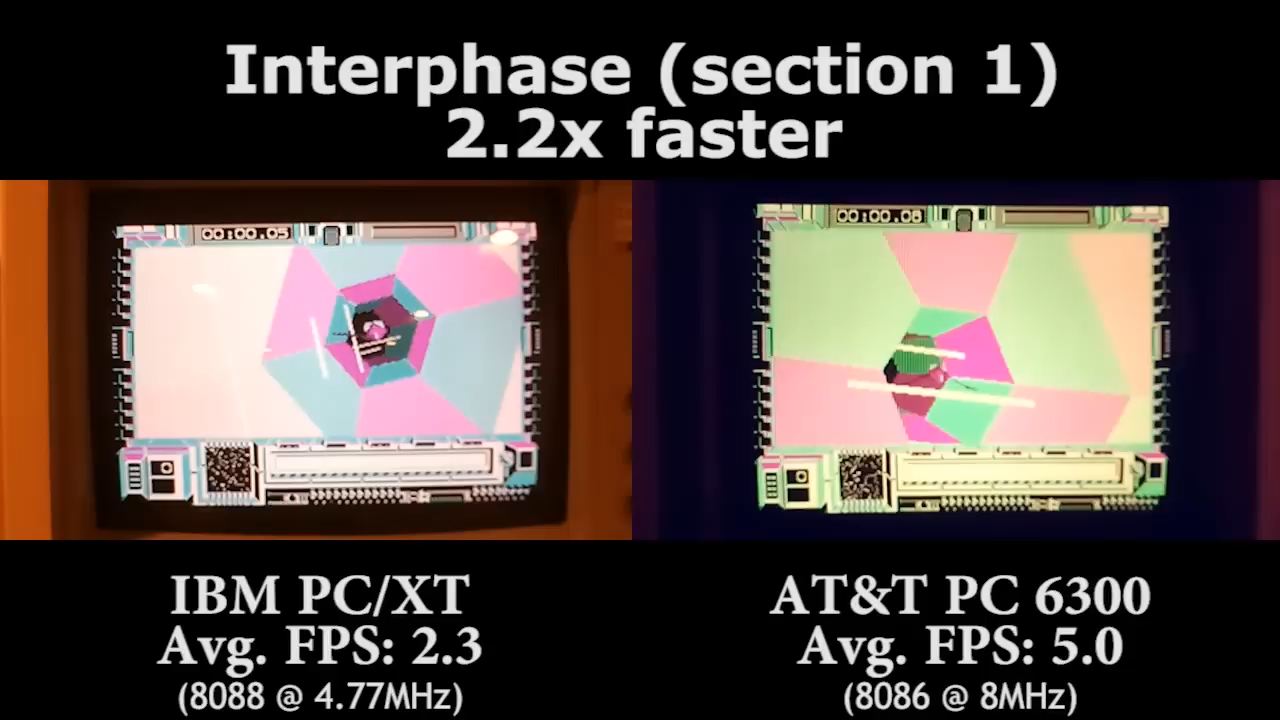 Interphase (section 1)
2.2x faster
00:00.05
00:00.08
IBM PC/XT
Avg. FPS: 2.3
(8088 @ 4.77MHz)
AT&T PC 6300
Avg. FPS: 5.0
(8086 @ 8MHz)